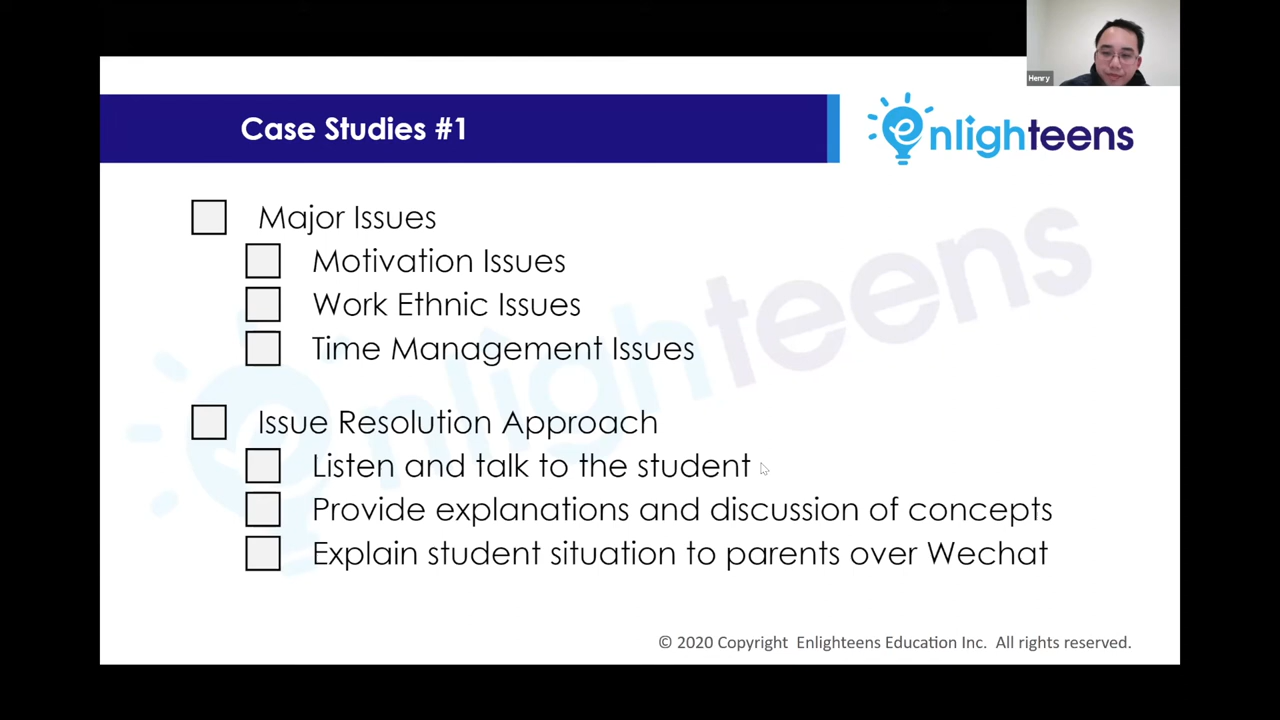 Henry
Case Studies #1
enlighteens
Major Issues
Motivation Issues
Work Ethnic Issues
Time Management Issues
Issue Resolution Approach
Listen and talk to the student
Provide explanations and discussion of concepts
Explain student situation to parents over Wechat
enlighteens
© 2020 Copyright Enlighteens Education Inc. All rights reserved.